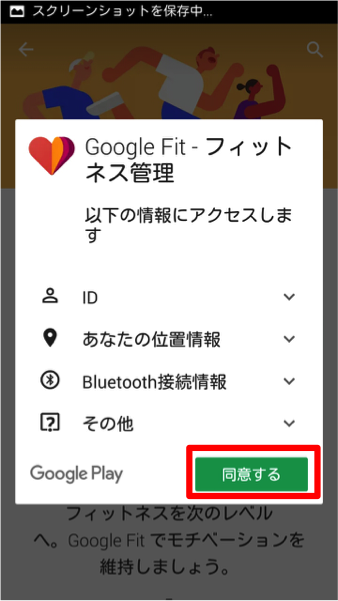 スクリーンショットを保存中...
Google Fit - フィット
ネス管理
以下の情報にアクセスしま
す
ID
あなたの位置情報
Bluetooth接続情報
その他
Google Play
同意する
フィットネスを次のレベル
へ。Google Fit でモチベーションを
維持しましょう。